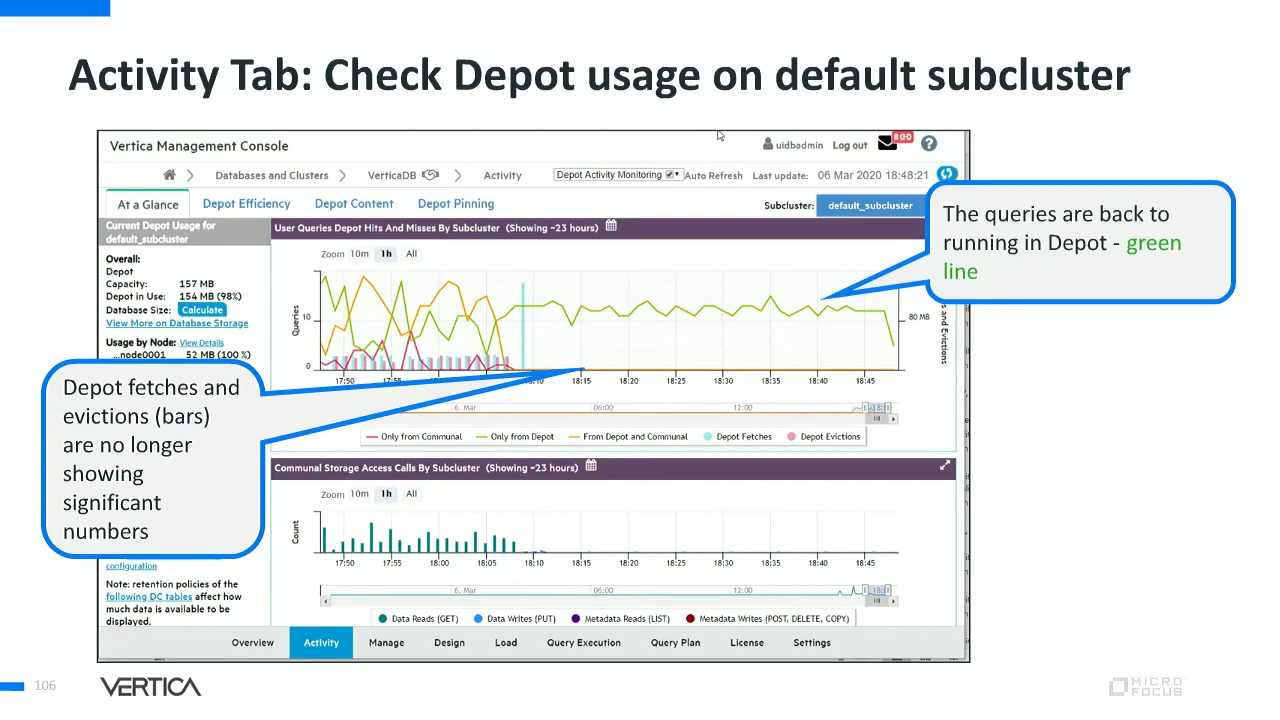 Activity Tab: Check Depot usage on default subcluster
Vertica Management Console
uidbadmin Log out
Databases and Clusters VerticaDB Activity Depot Activity Monitoring Auto Refresh Last update: 06 Mar 2020 18:48:21
At a Glance Depot Efficiency Depot Content Depot Pinning Subcluster: default_subcluster
Current Depot Usage for
default_subcluster
Overall:
Depot
Capacity: 157 MB
Depot in Use: 154 MB (98%)
Database Size: Calculate
View More on Database Storage
Usage by Node: View Details
...node0001 52 MB (100 %)
User Queries Depot Hits And Misses By Subcluster (Showing ~23 hours)
Zoom 10m 1h All
Queries
10
0
80 MB
s and Evictions
17:50 17:55 18:10 18:15 18:20 18:25 18:30 18:35 18:40 18:45
6. Mar 06:00 12:00
Only from Communal Only from Depot From Depot and Communal Depot Fetches Depot Evictions
The queries are back to
running in Depot - green
line
Depot fetches and
evictions (bars)
are no longer
showing
significant
numbers
Communal Storage Access Calls By Subcluster (Showing ~23 hours)
Zoom 10m 1h All
Count
17:50 17:55 18:00 18:05 18:10 18:15 18:20 18:25 18:30 18:35 18:40 18:45
6. Mar 06:00 12:00
Data Reads (GET) Data Writes (PUT) Metadata Reads (LIST) Metadata Writes (POST, DELETE, COPY)
configuration
Note: retention policies of the
following DC tables affect how
much data is available to be
displayed.
Overview Activity Manage Design Load Query Execution Query Plan License Settings
106 VERTICA
MICRO
FOCUS